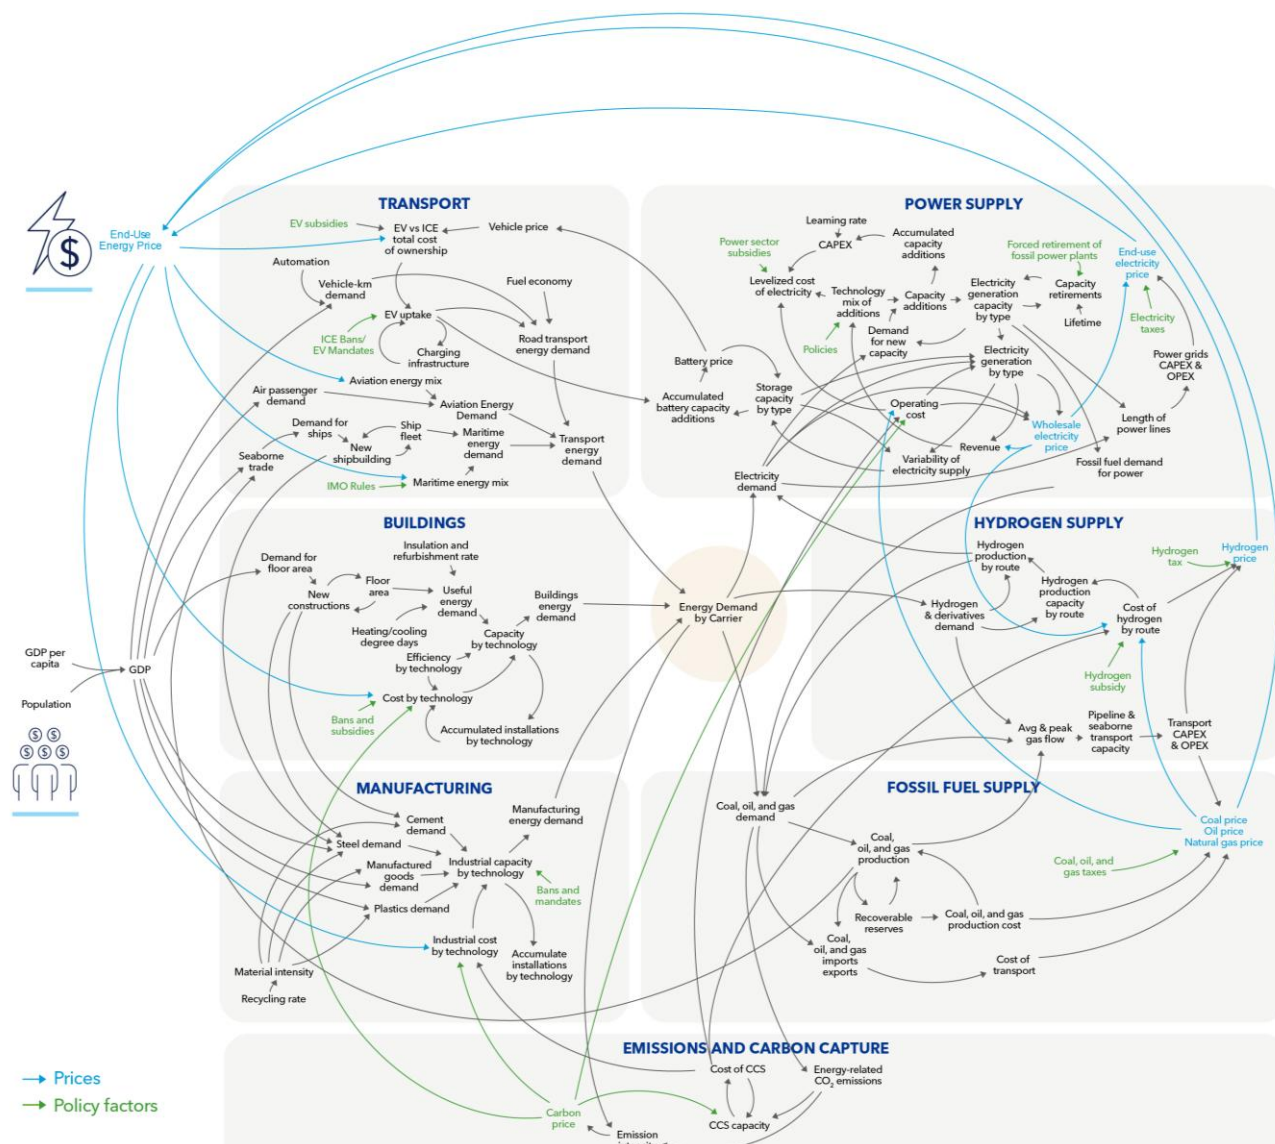 End-Use
Energy Price
TRANSPORT
EV subsidies
EV vs ICE
total cost
of ownership
Vehicle price
Automation
Vehicle-km
demand
Fuel economy
EV uptake
ICE Bans/
EV Mandates
Charging
infrastructure
Road transport
energy demand
Aviation energy mix
Air passenger
demand
Aviation Energy
Demand
Demand for
ships
Ship
fleet
Maritime
energy
demand
Transport
energy
demand
New
shipbuilding
Seaborne
trade
IMO Rules
Maritime energy mix
POWER SUPPLY
Learning rate
CAPEX
Accumulated
capacity
additions
Power sector
subsidies
Forced retirement of
fossil power plants
End-use
electricity
price
Levelized cost
of electricity
Technology
mix of
additions
Capacity
additions
Electricity
generation
capacity
by type
Capacity
retirements
Lifetime
Electricity
taxes
Policies
Demand
for new
capacity
Electricity
generation
by type
Power grids
CAPEX &
OPEX
Battery price
Accumulated
battery capacity
additions
Storage
capacity
by type
Operating
cost
Wholesale
electricity
price
Length of
power lines
Revenue
Variability of
electricity supply
Fossil fuel demand
for power
Electricity
demand
BUILDINGS
Insulation and
refurbishment rate
Demand for
floor area
Floor
area
New
constructions
Useful
energy
demand
Buildings
energy
demand
Heating/cooling
degree days
Capacity
by technology
Efficiency
by technology
Cost by technology
Bans and
subsidies
Accumulated installations
by technology
Energy Demand
by Carrier
GDP per
capita
GDP
Population
HYDROGEN SUPPLY
Hydrogen
production
by route
Hydrogen
tax
Hydrogen
price
Hydrogen
production
capacity
by route
Hydrogen
& derivatives
demand
Cost of
hydrogen
by route
Hydrogen
subsidy
Avg & peak
gas flow
Pipeline &
seaborne
transport
capacity
Transport
CAPEX
& OPEX
MANUFACTURING
Manufacturing
energy demand
Cement
demand
Steel demand
Industrial capacity
by technology
Manufactured
goods
demand
Bans and
mandates
Plastics demand
Industrial cost
by technology
Accumulate
installations
by technology
Material intensity
Recycling rate
FOSSIL FUEL SUPPLY
Coal, oil, and gas
demand
Coal,
oil, and gas
production
Coal price
Oil price
Natural gas price
Coal, oil, and
gas taxes
Recoverable
reserves
Coal, oil, and gas
production cost
Coal,
oil, and gas
imports
exports
Cost of
transport
EMISSIONS AND CARBON CAPTURE
Cost of CCS
Energy-related
CO2 emissions
Carbon
price
CCS capacity
Emission
Prices
Policy factors